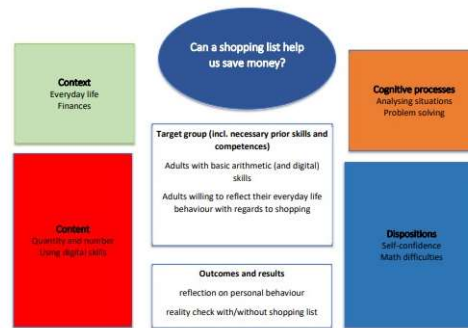 Can a shopping list help
us save money?
Context
Everyday life
Finances
Cognitive processes
Analysing situations
Problem solving
Target group (incl. necessary prior skills and
competences)
Adults with basic arithmetic (and digital)
skills
Adults willing to reflect their everyday life
behaviour with regards to shopping
Content
Quantity and number
Using digital skills
Dispositions
Self-confidence
Math difficulties
Outcomes and results
reflection on personal behaviour
reality check with/without shopping list